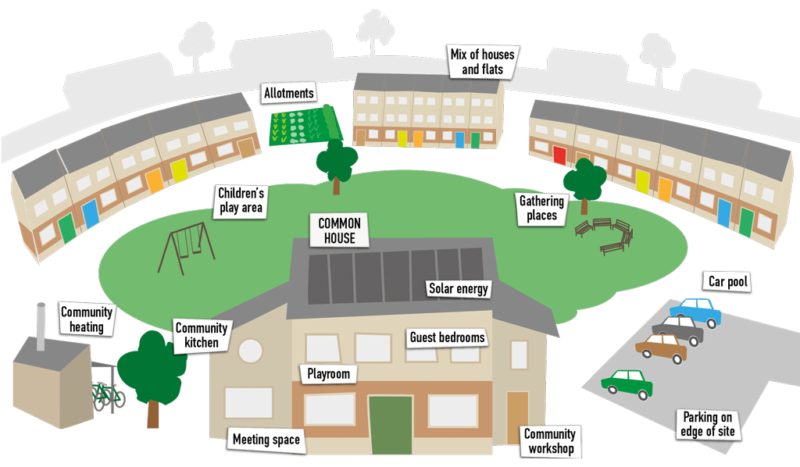 Mix of houses
and flats
Allotments
Children's
play area
Gathering
places
COMMON
HOUSE
Car pool
Solar energy
Community
heating
Community
kitchen
Guest bedrooms
Playroom
Parking on
edge of site
Meeting space
Community
workshop